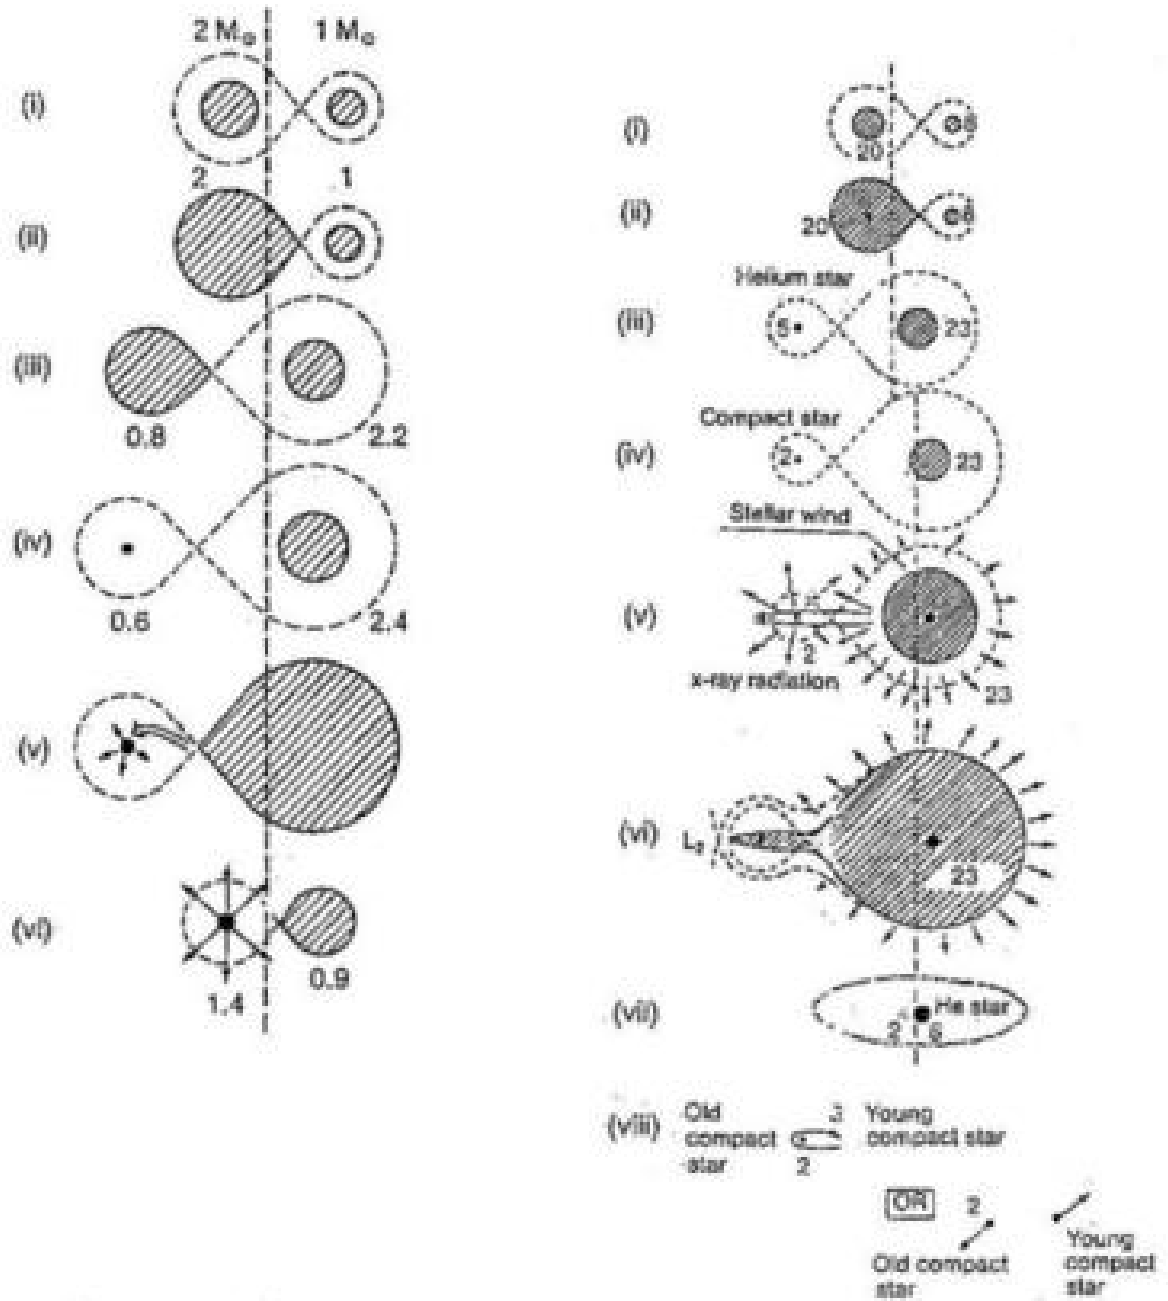 2 M⊙ 1 M⊙
(i)
2 1
(ii)
(iii)
0.8 2.2
(iv)
0.6 2.4
(v)
(vi)
1.4 0.9
(i)
8
20
(ii)
20 8
Helium star
(iii)
5 23
Compact star
(iv)
2 23
Stellar wind
(v)
2
x-ray radiation 23
(vi)
23
(vii)
He star
2 6
(viii)
Old
compact
star
2
Young
compact star
OR 2
Old compact
star
Young
compact
star